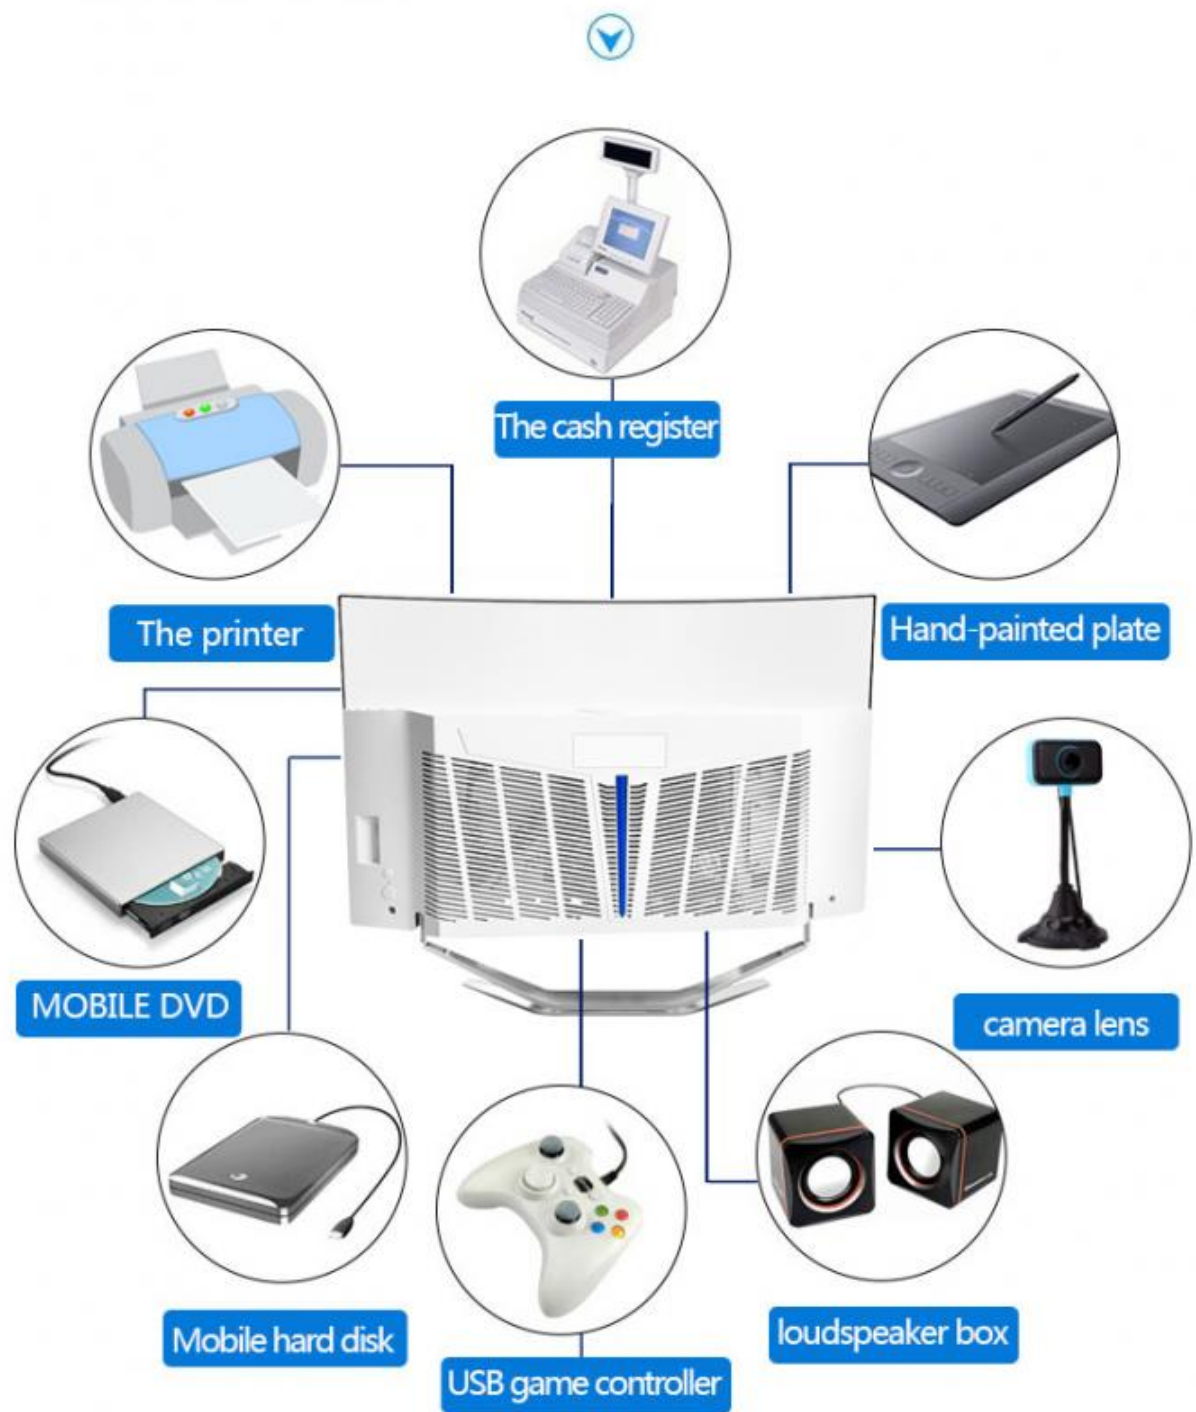 The cash register
The printer
Hand-painted plate
MOBILE DVD
camera lens
Mobile hard disk
loudspeaker box
USB game controller